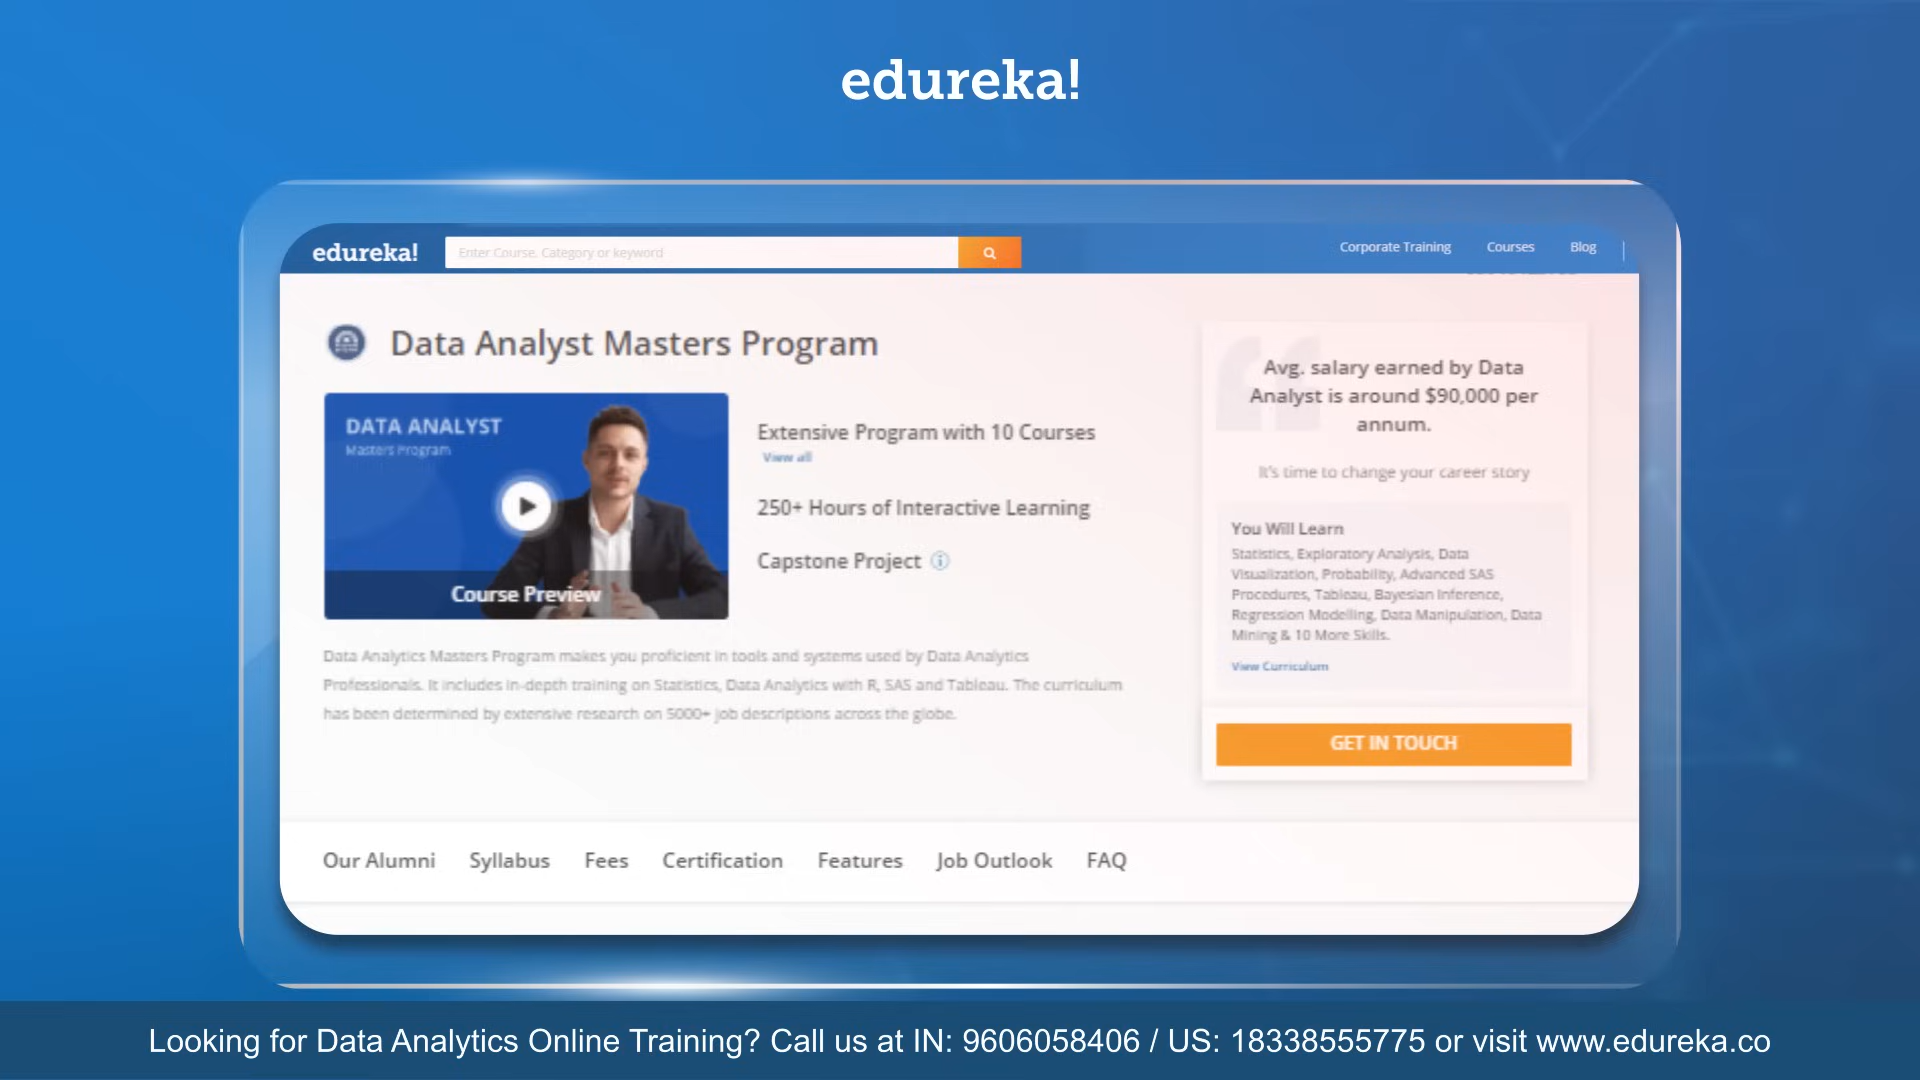 edureka!
edureka!
Enter Course, Category or keyword
Corporate Training
Courses
Blog
Data Analyst Masters Program
DATA ANALYST
Masters Program
Course Preview
Extensive Program with 10 Courses
View all
250+ Hours of Interactive Learning
Capstone Project
Data Analytics Masters Program makes you proficient in tools and systems used by Data Analytics
Professionals. It includes in-depth training on Statistics, Data Analytics with R, SAS and Tableau. The curriculum
has been determined by extensive research on 5000+ job descriptions across the globe.
Avg. salary earned by Data
Analyst is around $90,000 per
annum.
It's time to change your career story
You Will Learn
Statistics, Exploratory Analysis, Data
Visualization, Probability, Advanced SAS
Procedures, Tableau, Bayesian Inference,
Regression Modelling, Data Manipulation, Data
Mining & 10 More Skills.
View Curriculum
GET IN TOUCH
Our Alumni
Syllabus
Fees
Certification
Features
Job Outlook
FAQ
Looking for Data Analytics Online Training? Call us at IN: 9606058406 / US: 18338555775 or visit www.edureka.co